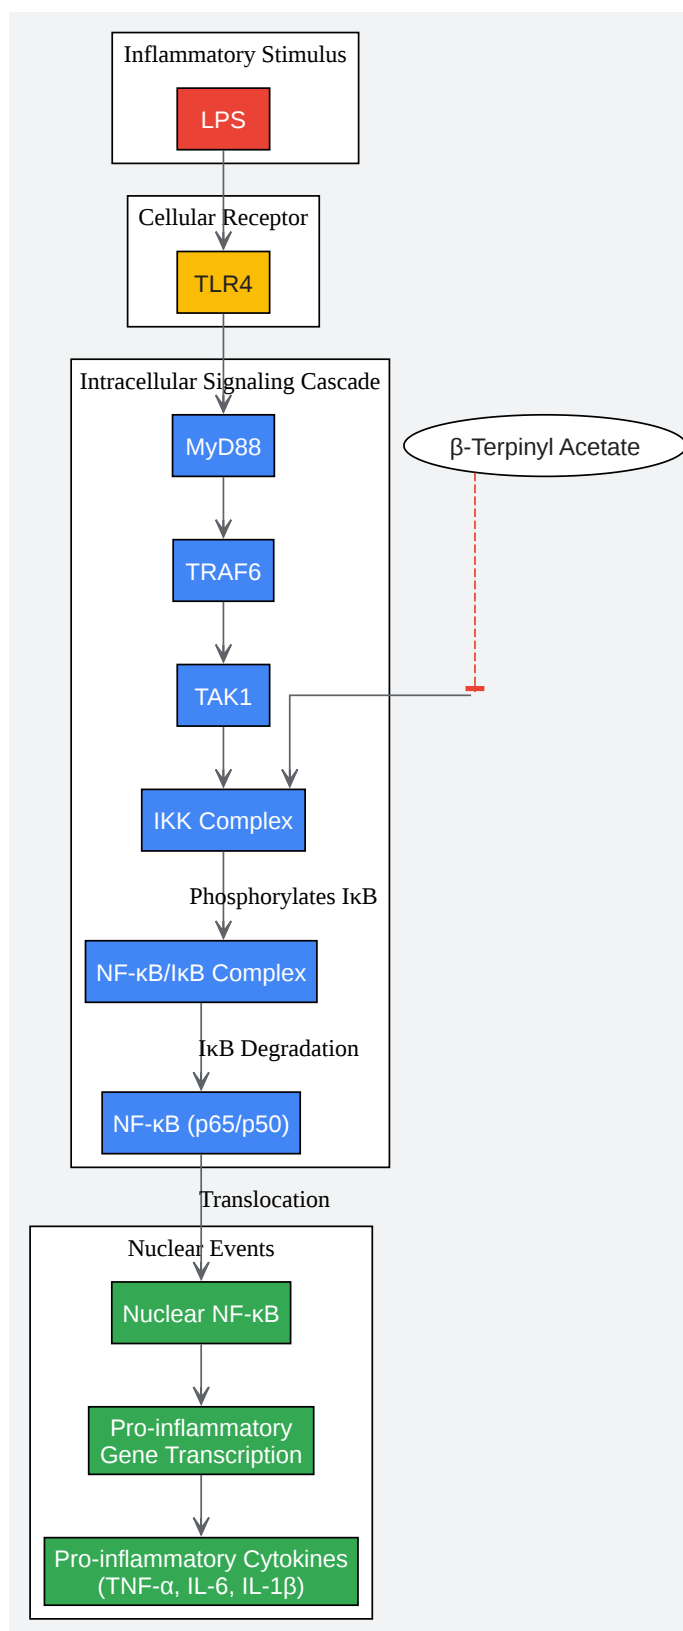 Inflammatory Stimulus
LPS
Cellular Receptor
TLR4
Intracellular Signaling Cascade
MyD88
β-Terpinyl Acetate
TRAF6
TAK1
IKK Complex
Phosphorylates IκB
NF-κB/IκB Complex
IκB Degradation
NF-κB (p65/p50)
Translocation
Nuclear Events
Nuclear NF-κB
Pro-inflammatory
Gene Transcription
Pro-inflammatory Cytokines
(TNF-α, IL-6, IL-1β)